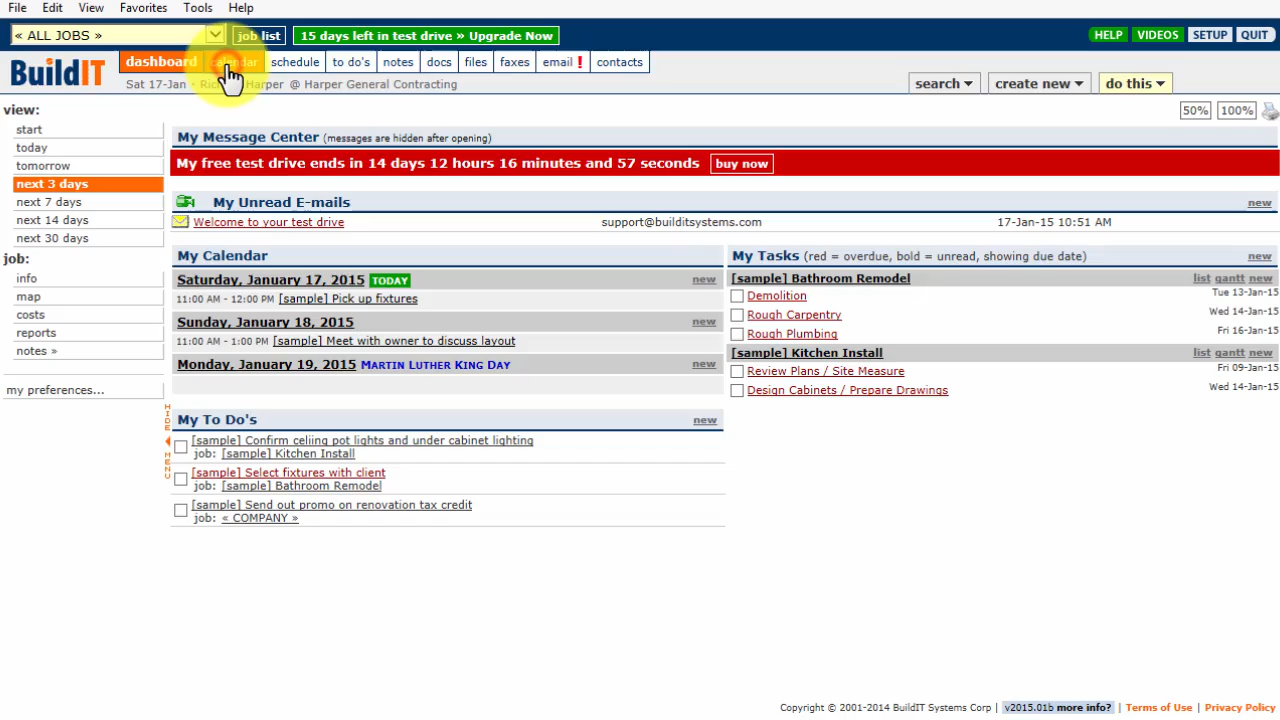 File Edit View Favorites Tools Help
« ALL JOBS » job list 15 days left in test drive » Upgrade Now HELP VIDEOS SETUP QUIT
BuildIT dashboard calendar schedule to do's notes docs files faxes email ! contacts
Sat 17-Jan • Harper @ Harper General Contracting search create new do this
view: 50% 100%
start
today
tomorrow
next 3 days
next 7 days
next 14 days
next 30 days
job:
info
map
costs
reports
notes »
my preferences...
HIDE MENU
My Message Center (messages are hidden after opening)
My free test drive ends in 14 days 12 hours 16 minutes and 57 seconds buy now
My Unread E-mails new
Welcome to your test drive support@builditsystems.com 17-Jan-15 10:51 AM
My Calendar
Saturday, January 17, 2015 TODAY new
11:00 AM - 12:00 PM [sample] Pick up fixtures
Sunday, January 18, 2015 new
11:00 AM - 1:00 PM [sample] Meet with owner to discuss layout
Monday, January 19, 2015 MARTIN LUTHER KING DAY new
My To Do's new
[sample] Confirm celiing pot lights and under cabinet lighting
job: [sample] Kitchen Install
[sample] Select fixtures with client
job: [sample] Bathroom Remodel
[sample] Send out promo on renovation tax credit
job: « COMPANY »
My Tasks (red = overdue, bold = unread, showing due date) new
[sample] Bathroom Remodel list gantt new
Demolition Tue 13-Jan-15
Rough Carpentry Wed 14-Jan-15
Rough Plumbing Fri 16-Jan-15
[sample] Kitchen Install list gantt new
Review Plans / Site Measure Fri 09-Jan-15
Design Cabinets / Prepare Drawings Wed 14-Jan-15
Copyright © 2001-2014 BuildIT Systems Corp | v2015.01b more info? | Terms of Use | Privacy Policy